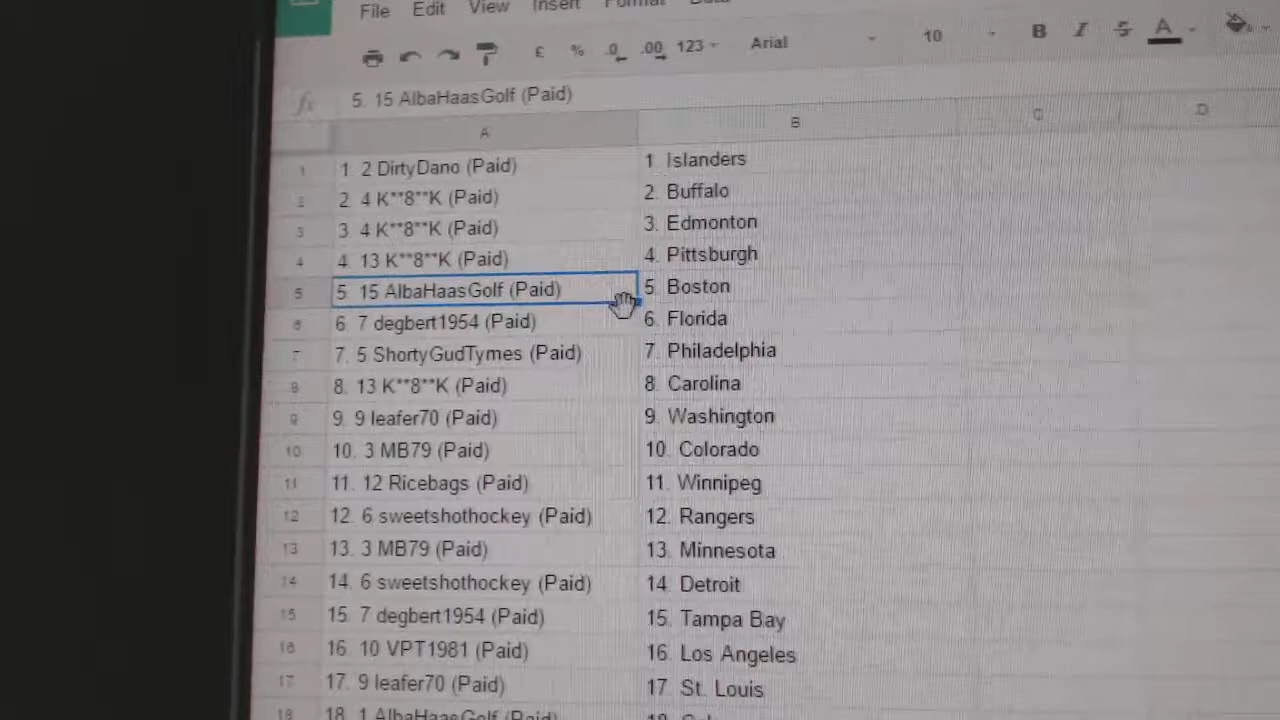 File Edit View Insert Format Data
£ % .0 .00 123 Arial 10 B I S A
fx 5. 15 AlbaHaasGolf (Paid)
A B C D
1 1 2 DirtyDano (Paid) 1 Islanders
2 2. 4 K**8**K (Paid) 2. Buffalo
3 3 4 K**8**K (Paid) 3. Edmonton
4 4. 13 K**8**K (Paid) 4. Pittsburgh
5 5 15 AlbaHaasGolf (Paid) 5. Boston
6 6. 7 degbert1954 (Paid) 6. Florida
7 7. 5 ShortyGudTymes (Paid) 7. Philadelphia
8 8. 13 K**8**K (Paid) 8. Carolina
9 9. 9 leafer70 (Paid) 9. Washington
10 10. 3 MB79 (Paid) 10. Colorado
11 11. 12 Ricebags (Paid) 11. Winnipeg
12 12. 6 sweetshothockey (Paid) 12. Rangers
13 13. 3 MB79 (Paid) 13. Minnesota
14 14. 6 sweetshothockey (Paid) 14. Detroit
15 15. 7 degbert1954 (Paid) 15. Tampa Bay
16 16. 10 VPT1981 (Paid) 16. Los Angeles
17 17. 9 leafer70 (Paid) 17. St. Louis
18 18. 1 AlbaHaasGolf (Paid)